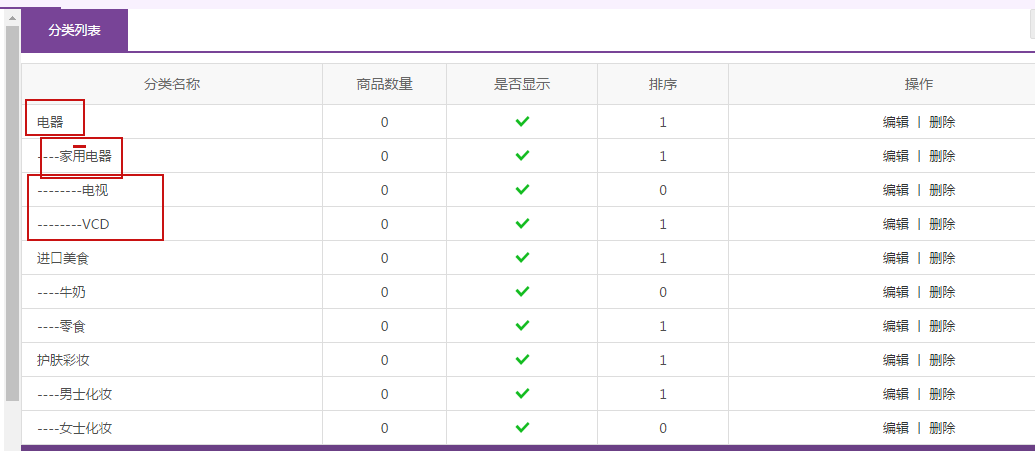 分类列表
分类名称 商品数量 是否显示 排序 操作
电器 0 1 编辑 | 删除
----家用电器 0 1 编辑 | 删除
--------电视 0 0 编辑 | 删除
--------VCD 0 1 编辑 | 删除
进口美食 0 1 编辑 | 删除
----牛奶 0 0 编辑 | 删除
----零食 0 1 编辑 | 删除
护肤彩妆 0 1 编辑 | 删除
----男士化妆 0 1 编辑 | 删除
----女士化妆 0 0 编辑 | 删除